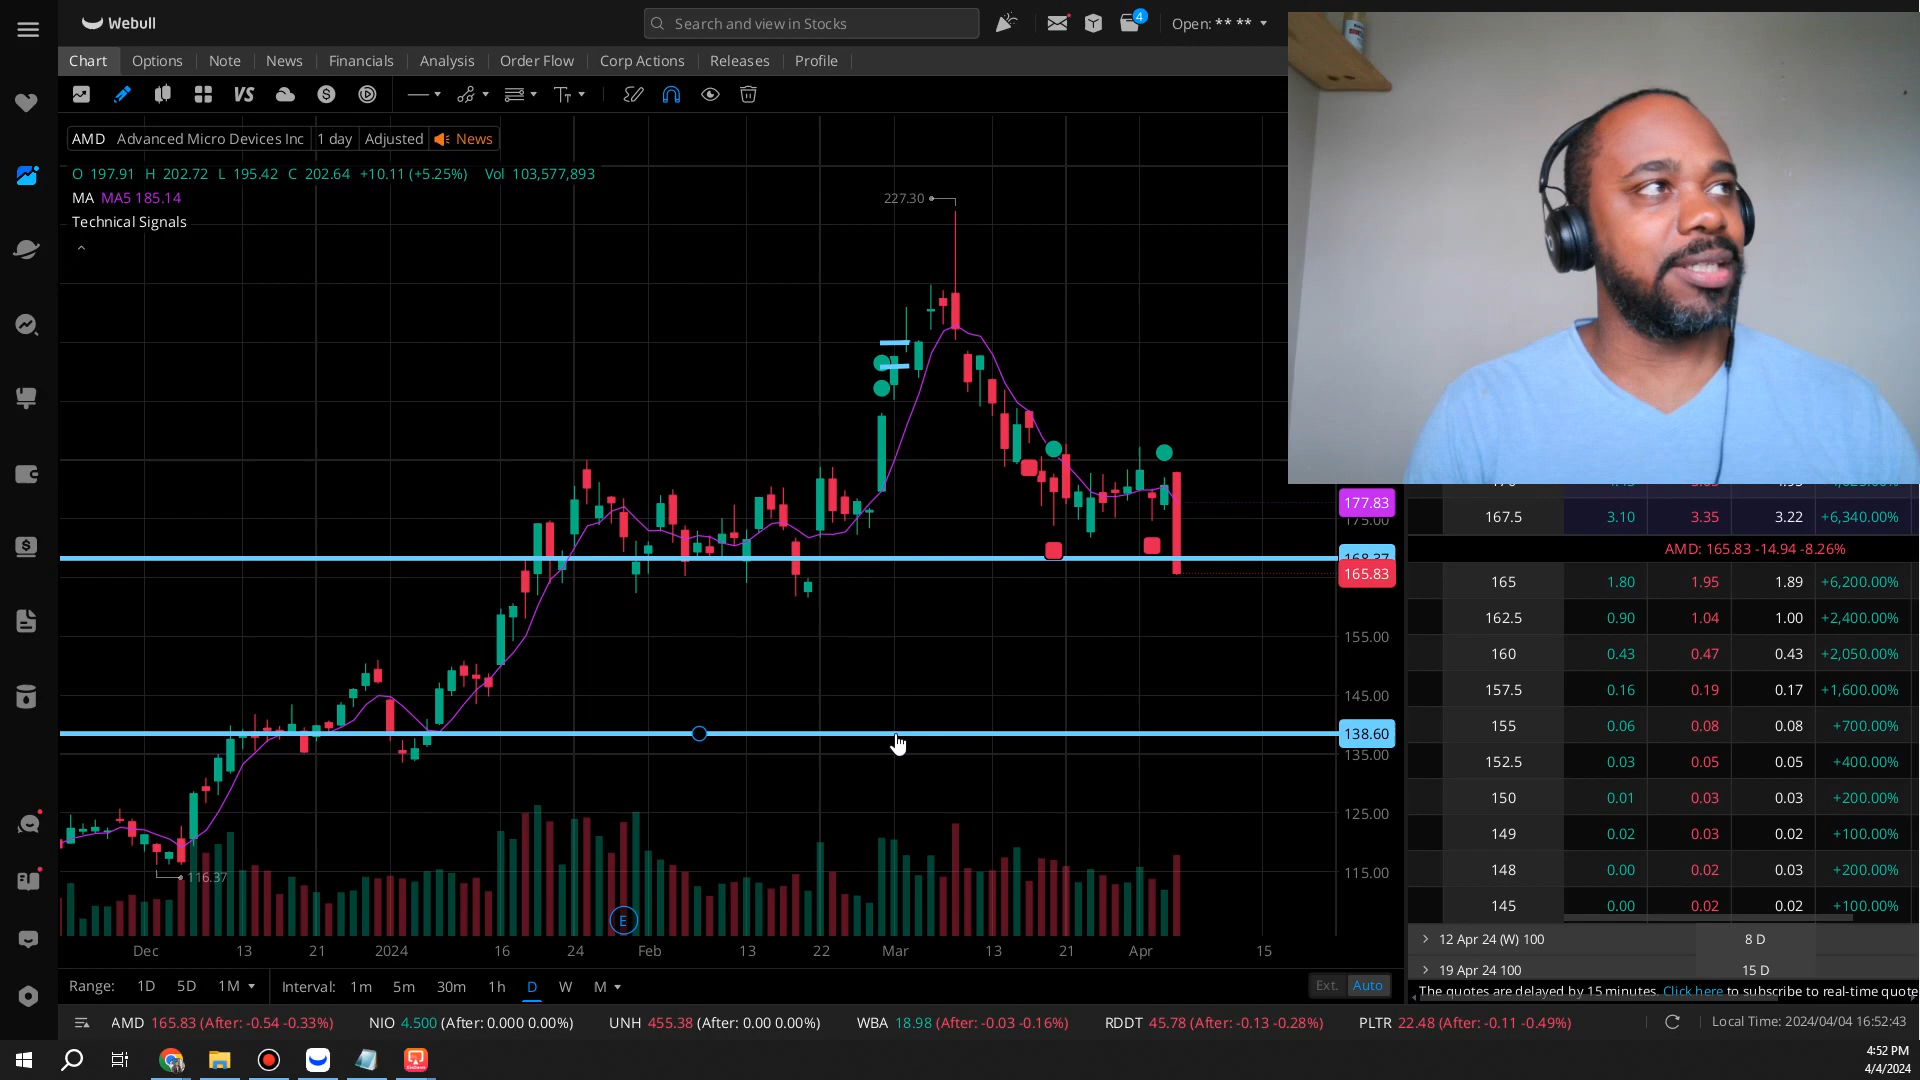 Webull
Search and view in Stocks
4
Open: ** **
Chart Options Note News Financials Analysis Order Flow Corp Actions Releases Profile
VS
AMD Advanced Micro Devices Inc 1 day Adjusted News
O 197.91 H 202.72 L 195.42 C 202.64 +10.11 (+5.25%) Vol 103,577,893
MA MA5 185.14
Technical Signals
227.30
177.83
175.00
168.37
165.83
155.00
145.00
138.60
135.00
125.00
115.00
116.37
E
Dec 13 21 2024 16 24 Feb 13 22 Mar 13 21 Apr 15
Range: 1D 5D 1M Interval: 1m 5m 30m 1h D W M
Ext. Auto
167.5 3.10 3.35 3.22 +6,340.00%
AMD: 165.83 -14.94 -8.26%
165 1.80 1.95 1.89 +6,200.00%
162.5 0.90 1.04 1.00 +2,400.00%
160 0.43 0.47 0.43 +2,050.00%
157.5 0.16 0.19 0.17 +1,600.00%
155 0.06 0.08 0.08 +700.00%
152.5 0.03 0.05 0.05 +400.00%
150 0.01 0.03 0.03 +200.00%
149 0.02 0.03 0.02 +100.00%
148 0.00 0.02 0.03 +200.00%
145 0.00 0.02 0.02 +100.00%
12 Apr 24 (W) 100 8 D
19 Apr 24 100 15 D
The quotes are delayed by 15 minutes. Click here to subscribe to real-time quote
AMD 165.83 (After: -0.54 -0.33%) NIO 4.500 (After: 0.000 0.00%) UNH 455.38 (After: 0.00 0.00%) WBA 18.98 (After: -0.03 -0.16%) RDDT 45.78 (After: -0.13 -0.28%) PLTR 22.48 (After: -0.11 -0.49%)
Local Time: 2024/04/04 16:52:43
4:52 PM
4/4/2024